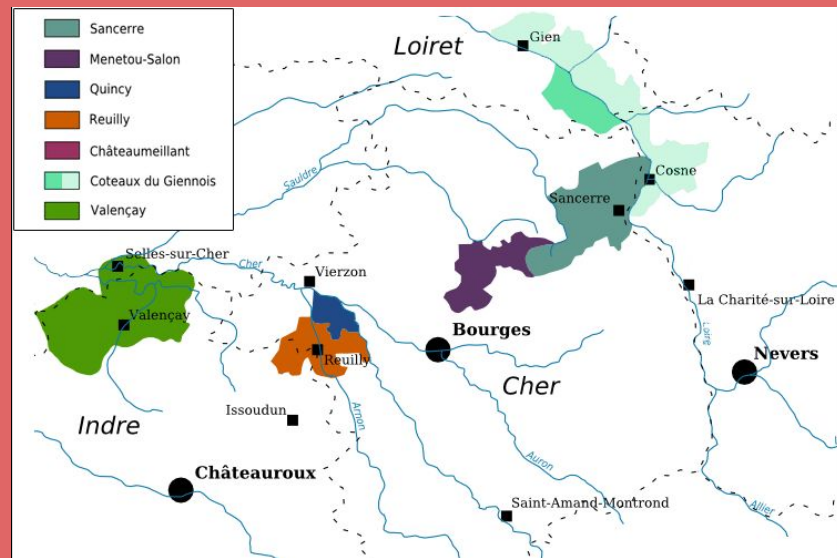 Sancerre
Menetou-Salon
Quincy
Reuilly
Châteaumeillant
Coteaux du Giennois
Valençay
Loiret
Gien
Sauldre
Cosne
Sancerre
Selles-sur-Cher
Cher
Vierzon
La Charité-sur-Loire
Valençay
Bourges
Loire
Reuilly
Nevers
Cher
Issoudun
Arnon
Indre
Châteauroux
Auron
Saint-Amand-Montrond
Allier